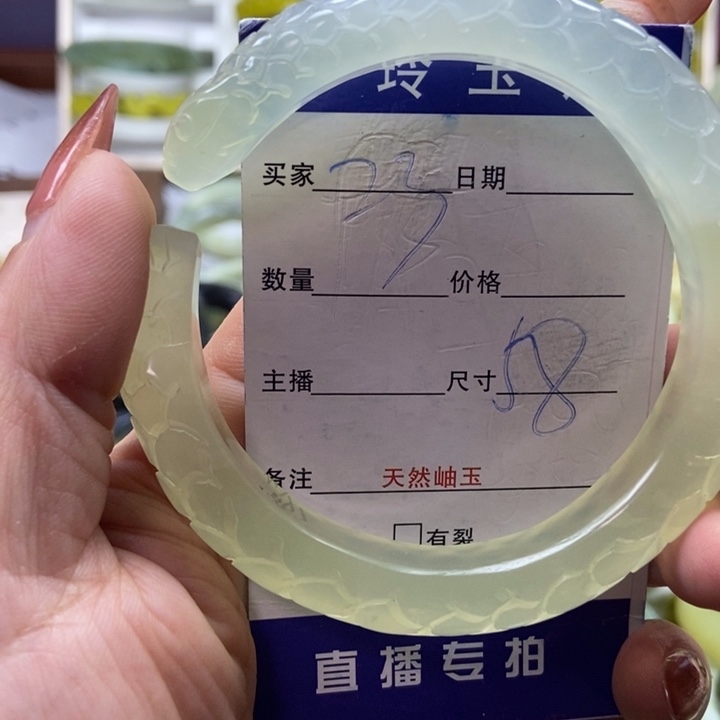 玲玉
买家 23 日期
数量 价格
主播 尺寸 58
备注 天然岫玉
□有裂
直播专拍